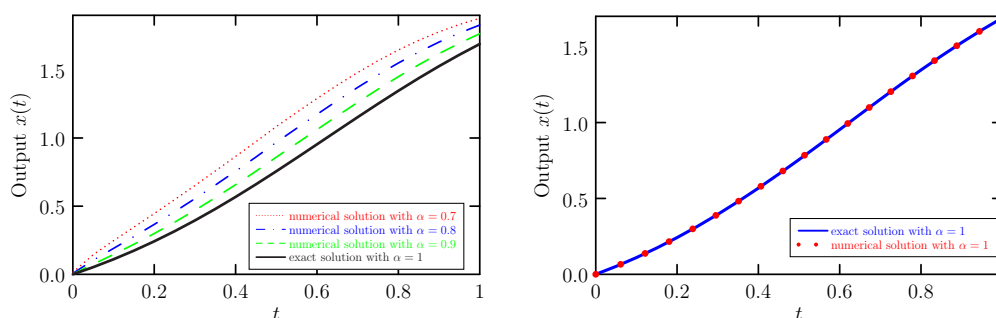 Output x(t)
1.5
1.0
0.5
0.0
numerical solution with α = 0.7
numerical solution with α = 0.8
numerical solution with α = 0.9
exact solution with α = 1
0 0.2 0.4 0.6 0.8 1
t
Output x(t)
1.5
1.0
0.5
0.0
exact solution with α = 1
numerical solution with α = 1
0 0.2 0.4 0.6 0.8
t